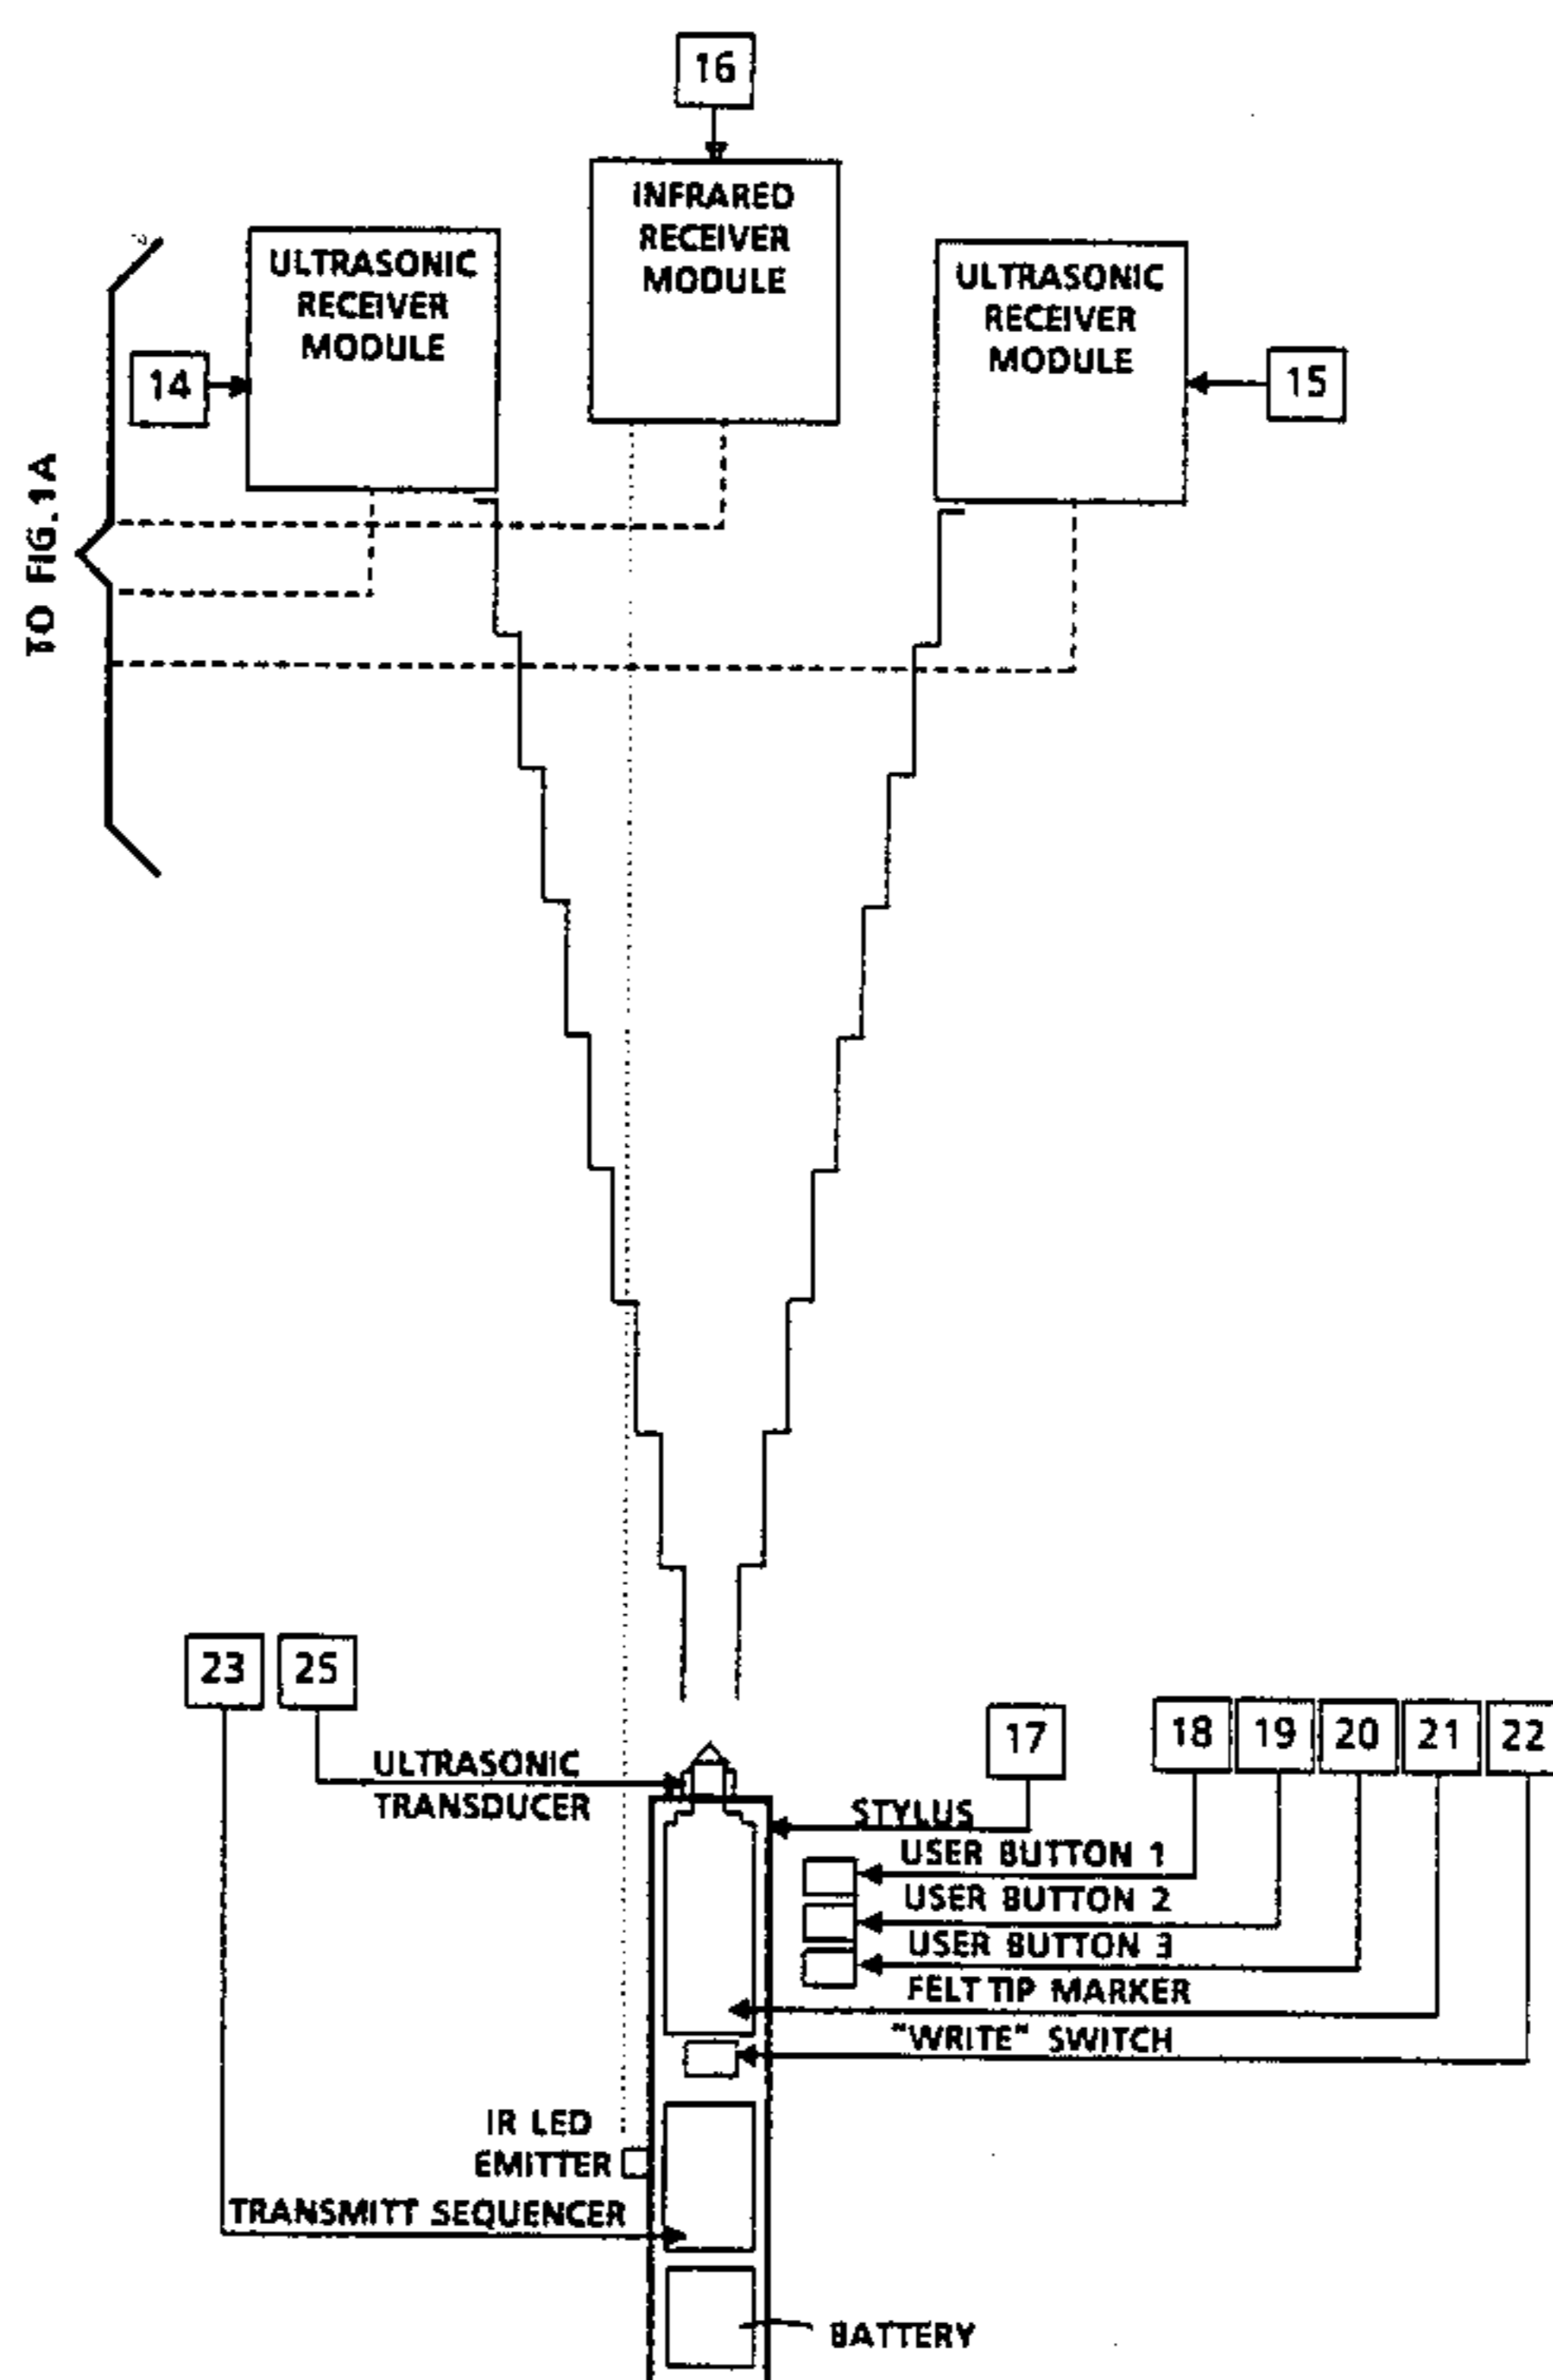 16
INFRARED
RECEIVER
MODULE
ULTRASONIC
RECEIVER
MODULE
ULTRASONIC
RECEIVER
MODULE
14
15
TO FIG.1A
23
25
17
18
19
20
21
22
ULTRASONIC
TRANSDUCER
STYLUS
USER BUTTON 1
USER BUTTON 2
USER BUTTON 3
FELT TIP MARKER
"WRITE" SWITCH
IR LED
EMITTER
TRANSMITT SEQUENCER
BATTERY